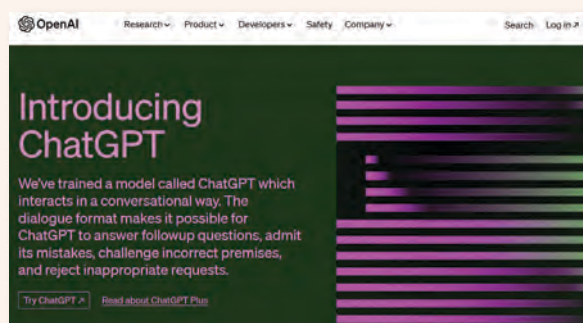 OpenAI Research Product Developers Safety Company Search Log in ↗
Introducing
ChatGPT
We've trained a model called ChatGPT which
interacts in a conversational way. The
dialogue format makes it possible for
ChatGPT to answer followup questions, admit
its mistakes, challenge incorrect premises,
and reject inappropriate requests.
Try ChatGPT ↗ Read about ChatGPT Plus